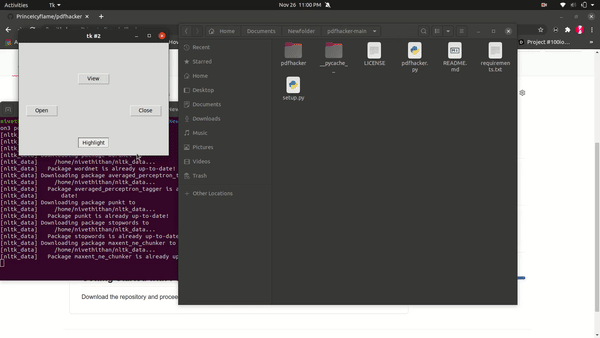 Activities
Tk
Nov 26 11:00 PM
PrinceIcyflame/pdfhacker
tk #2
View
Open
Close
Highlight
Home
Documents
Newfolder
pdfhacker-main
Recent
Starred
Home
Desktop
Documents
Downloads
Music
Pictures
Videos
Trash
Other Locations
pdfhacker
__pycache__
LICENSE
pdfhacker.py
README.md
requirements.txt
setup.py
Project #100io...
on3 p
[nltk_data] /home/nivethithan/nltk_data...
[nltk_data] Package wordnet is already up-to-date!
[nltk_data] Downloading package averaged_perceptron_t
[nltk_data] /home/nivethithan/nltk_data...
[nltk_data] Package averaged_perceptron_tagger is a
[nltk_data] date!
[nltk_data] Downloading package punkt to
[nltk_data] /home/nivethithan/nltk_data...
[nltk_data] Package punkt is already up-to-date!
[nltk_data] Downloading package stopwords to
[nltk_data] /home/nivethithan/nltk_data...
[nltk_data] Package stopwords is already up-to-da
[nltk_data] Downloading package maxent_ne_chunker to
[nltk_data] /home/nivethithan/nltk_data...
[nltk_data] Package maxent_ne_chunker is already up
Download the repository and procee